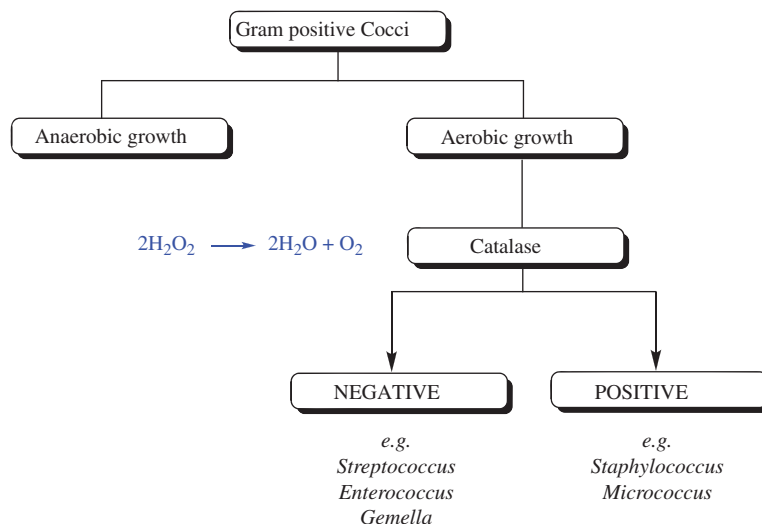 Gram positive Cocci
Anaerobic growth
Aerobic growth
2H₂O₂ → 2H₂O + O₂
Catalase
NEGATIVE
POSITIVE
e.g.
Streptococcus
Enterococcus
Gemella
e.g.
Staphylococcus
Micrococcus